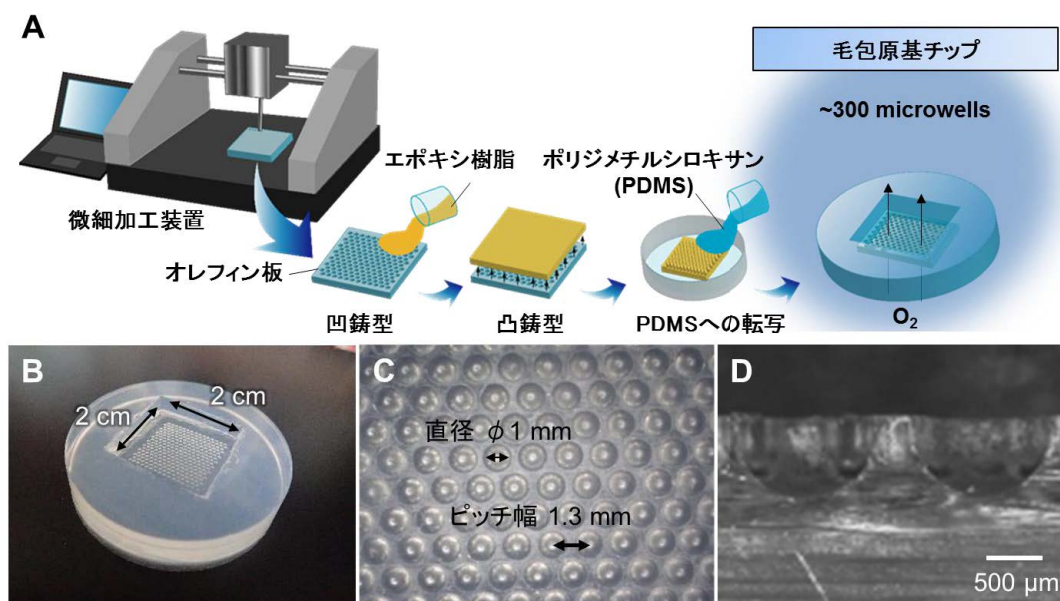 A
毛包原基チップ
~300 microwells
エポキシ樹脂
ポリジメチルシロキサン
(PDMS)
微細加工装置
オレフィン板
凹鋳型
凸鋳型
PDMSへの転写
O2
B
2 cm
2 cm
C
直径 φ1 mm
ピッチ幅 1.3 mm
D
500 μm